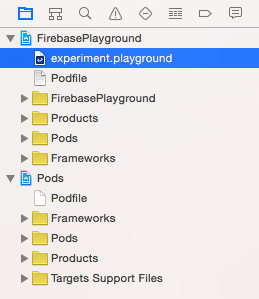 FirebasePlayground
experiment.playground
Podfile
FirebasePlayground
Products
Pods
Frameworks
Pods
Podfile
Frameworks
Pods
Products
Targets Support Files